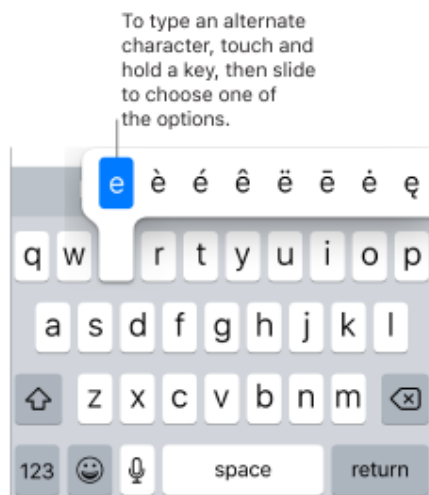 To type an alternate
character, touch and
hold a key, then slide
to choose one of
the options.
e è é ê ë ē ė ę
q w r t y u i o p
a s d f g h j k l
z x c v b n m
123 space return